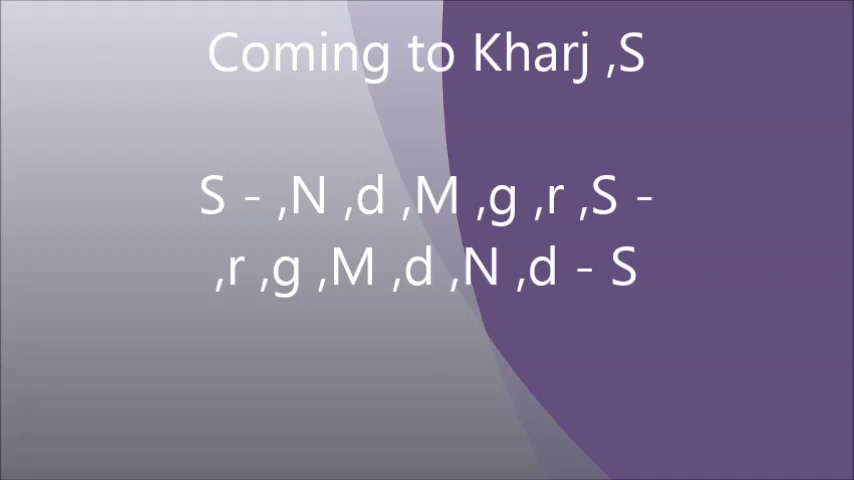 Coming to Kharj ,S
S - ,N ,d ,M ,g ,r ,S -
,r ,g ,M ,d ,N ,d - S